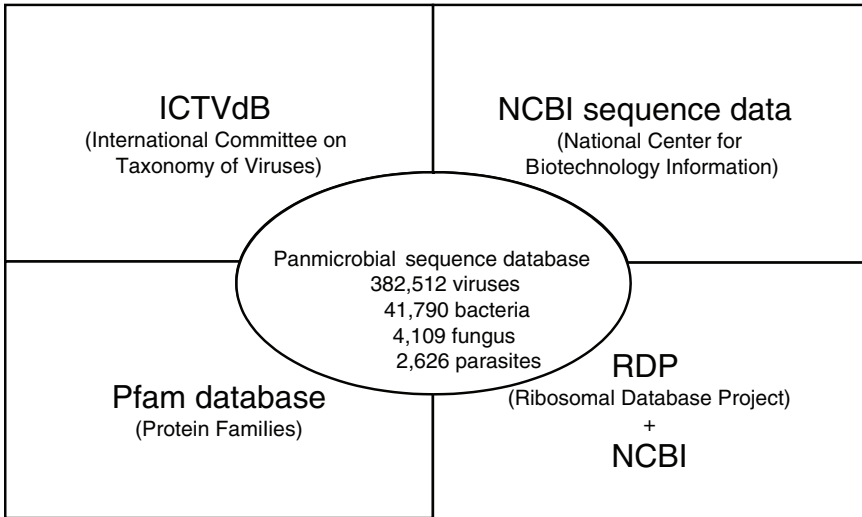 ICTVdB
(International Committee on
Taxonomy of Viruses)
NCBI sequence data
(National Center for
Biotechnology Information)
Panmicrobial sequence database
382,512 viruses
41,790 bacteria
4,109 fungus
2,626 parasites
Pfam database
(Protein Families)
RDP
(Ribosomal Database Project)
+
NCBI